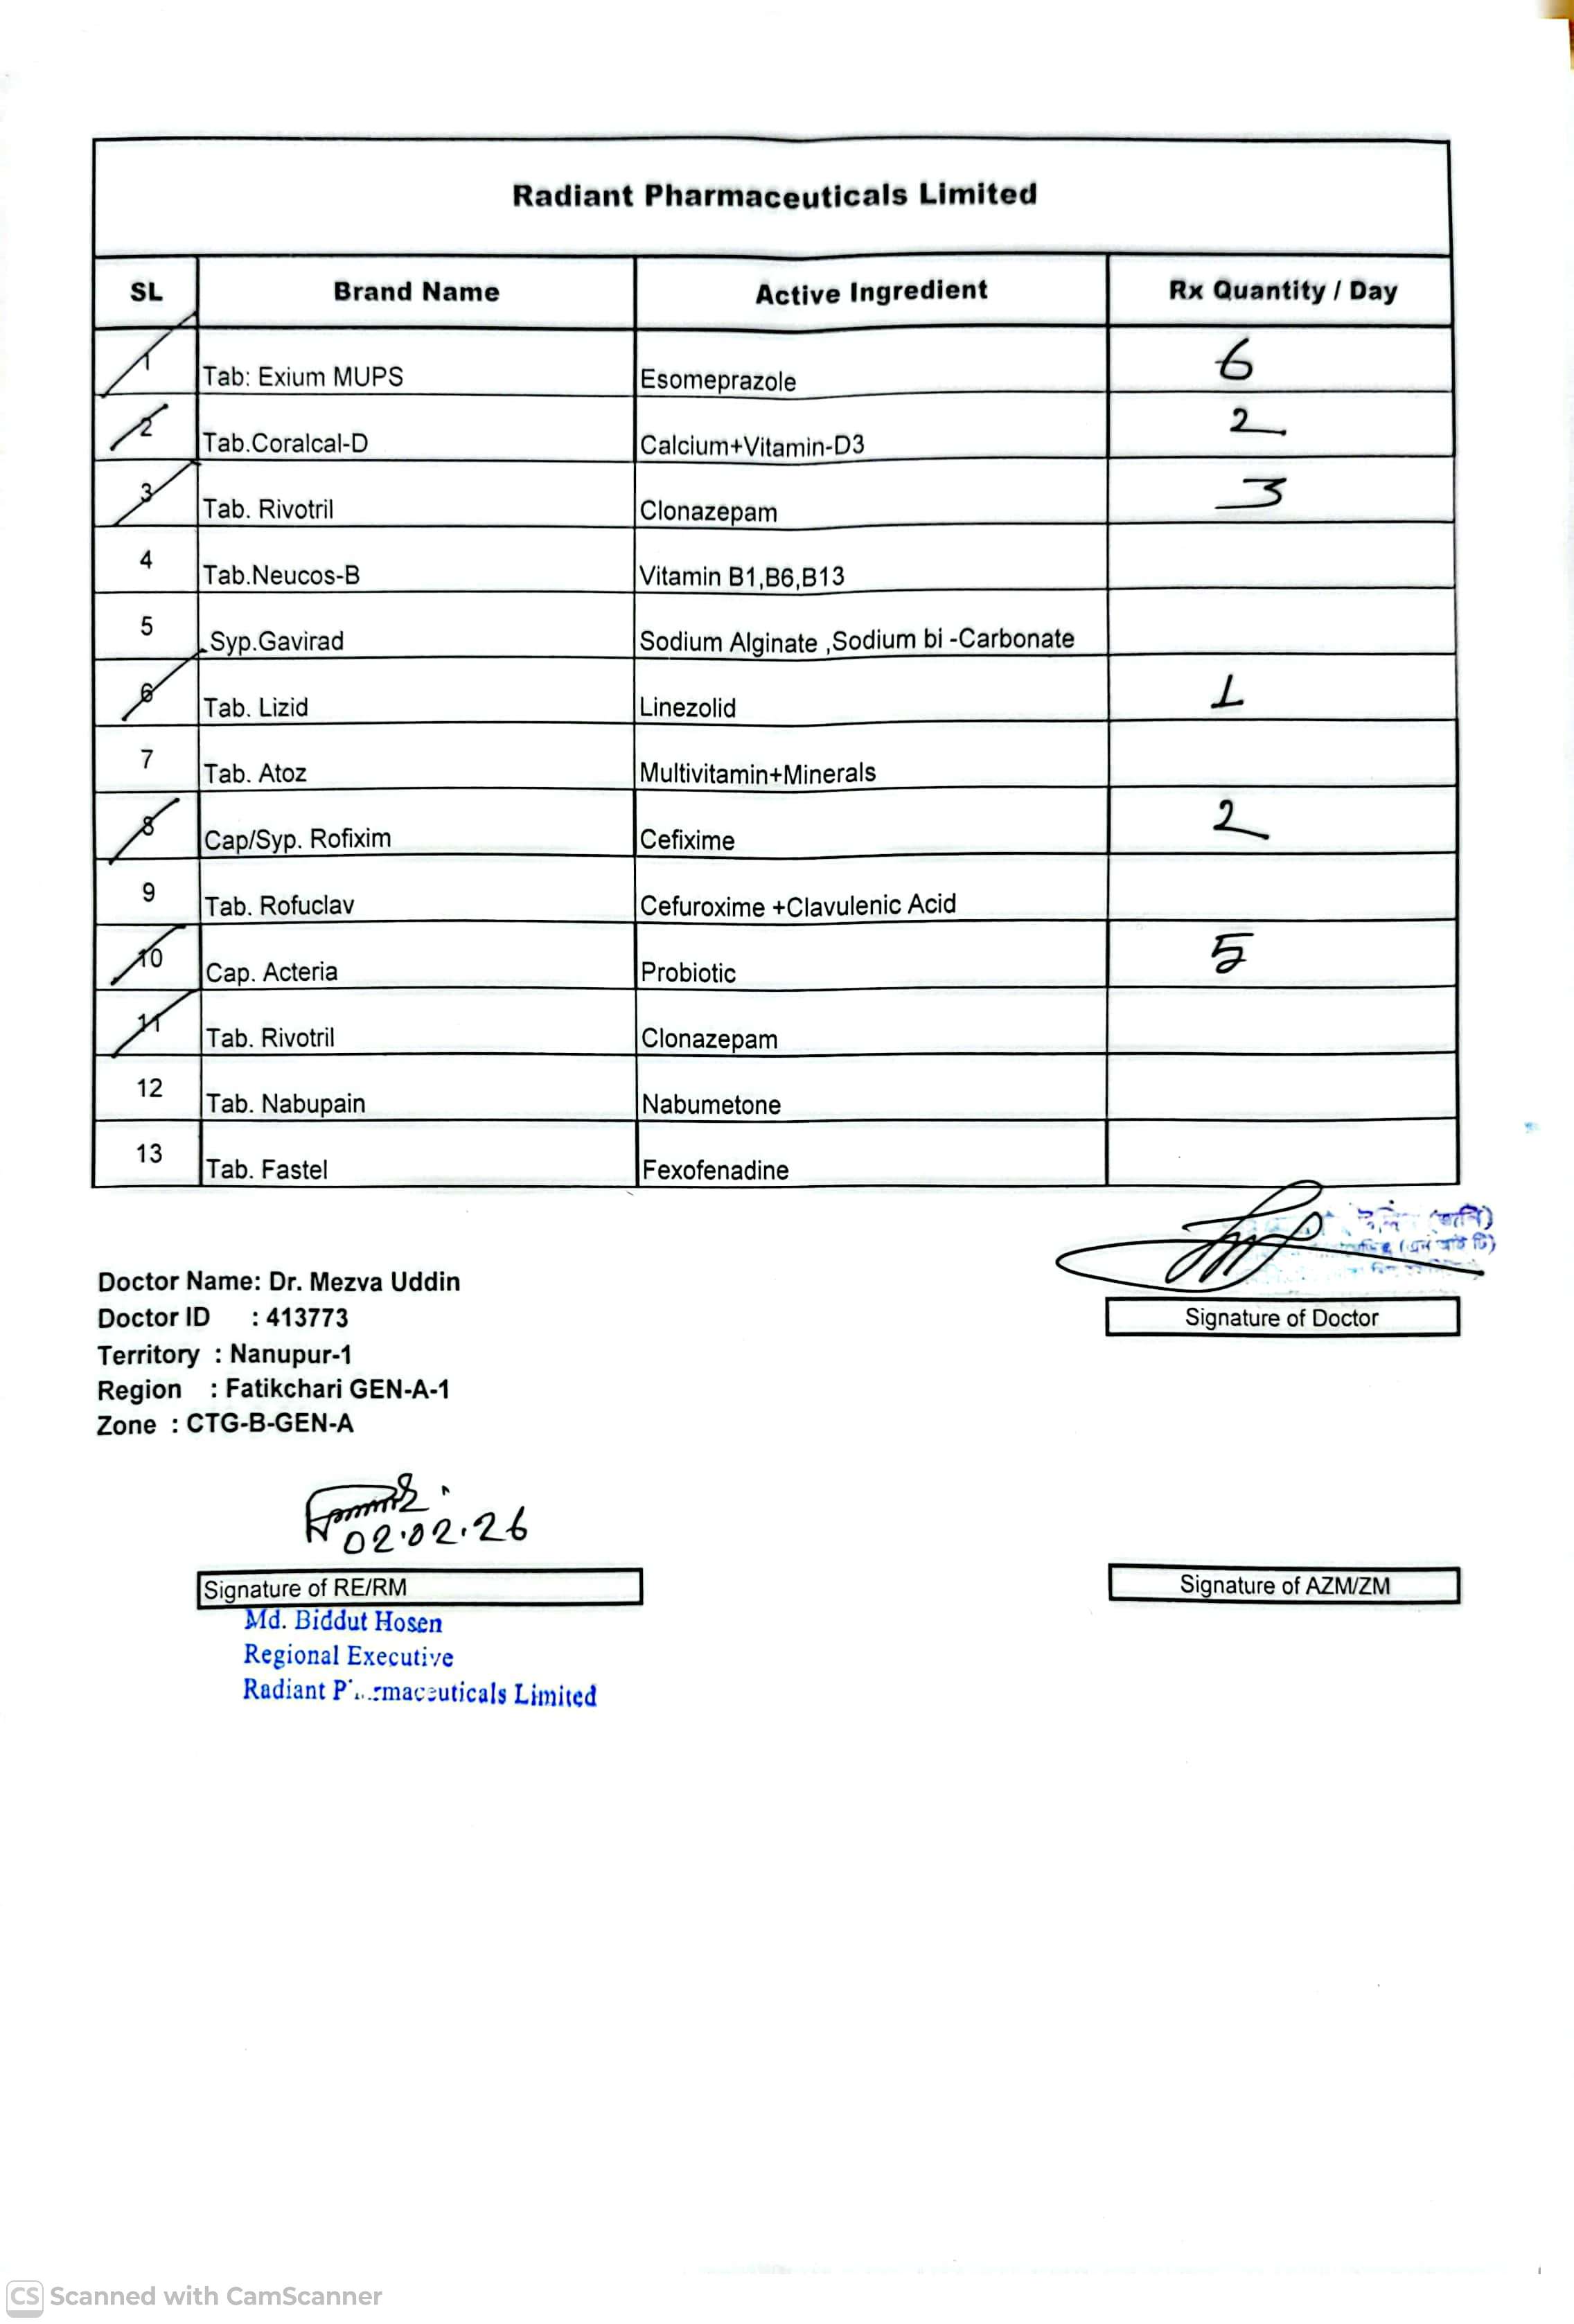 Radiant Pharmaceuticals Limited
SL Brand Name Active Ingredient Rx Quantity / Day
1 Tab: Exium MUPS Esomeprazole 6
2 Tab.Coralcal-D Calcium+Vitamin-D3 2
3 Tab. Rivotril Clonazepam 3
4 Tab.Neucos-B Vitamin B1,B6,B13
5 Syp.Gavirad Sodium Alginate ,Sodium bi -Carbonate
6 Tab. Lizid Linezolid 1
7 Tab. Atoz Multivitamin+Minerals
8 Cap/Syp. Rofixim Cefixime 2
9 Tab. Rofuclav Cefuroxime +Clavulenic Acid
10 Cap. Acteria Probiotic 5
11 Tab. Rivotril Clonazepam
12 Tab. Nabupain Nabumetone
13 Tab. Fastel Fexofenadine
Doctor Name: Dr. Mezva Uddin
Doctor ID : 413773
Signature of Doctor
Territory : Nanupur-1
Region : Fatikchari GEN-A-1
Zone : CTG-B-GEN-A
02.02.26
Signature of RE/RM
Signature of AZM/ZM
Md. Biddut Hosen
Regional Executive
Radiant Pharmaceuticals Limited
CS Scanned with CamScanner